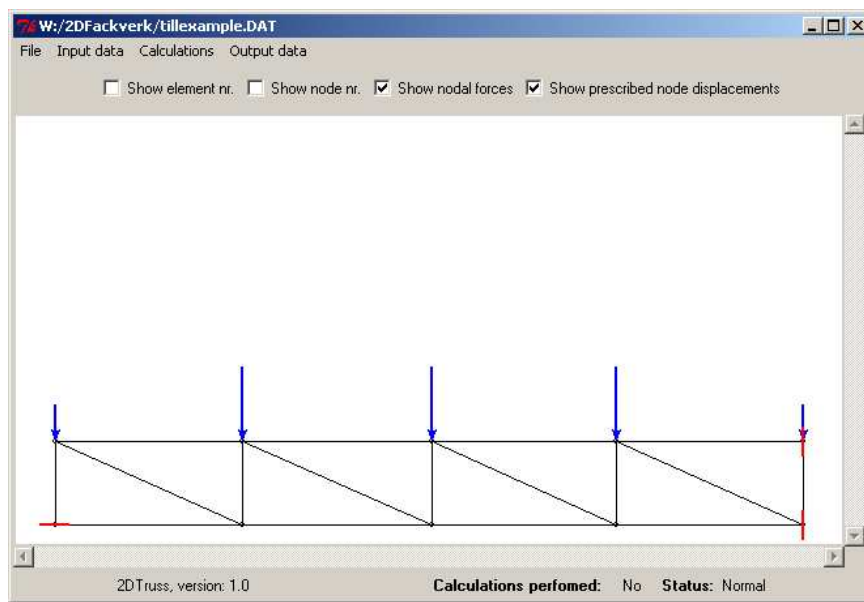 W:/2DFackverk/tillexample.DAT
File Input data Calculations Output data
Show element nr. Show node nr. Show nodal forces Show prescribed node displacements
2DTruss, version: 1.0 Calculations perfomed: No Status: Normal